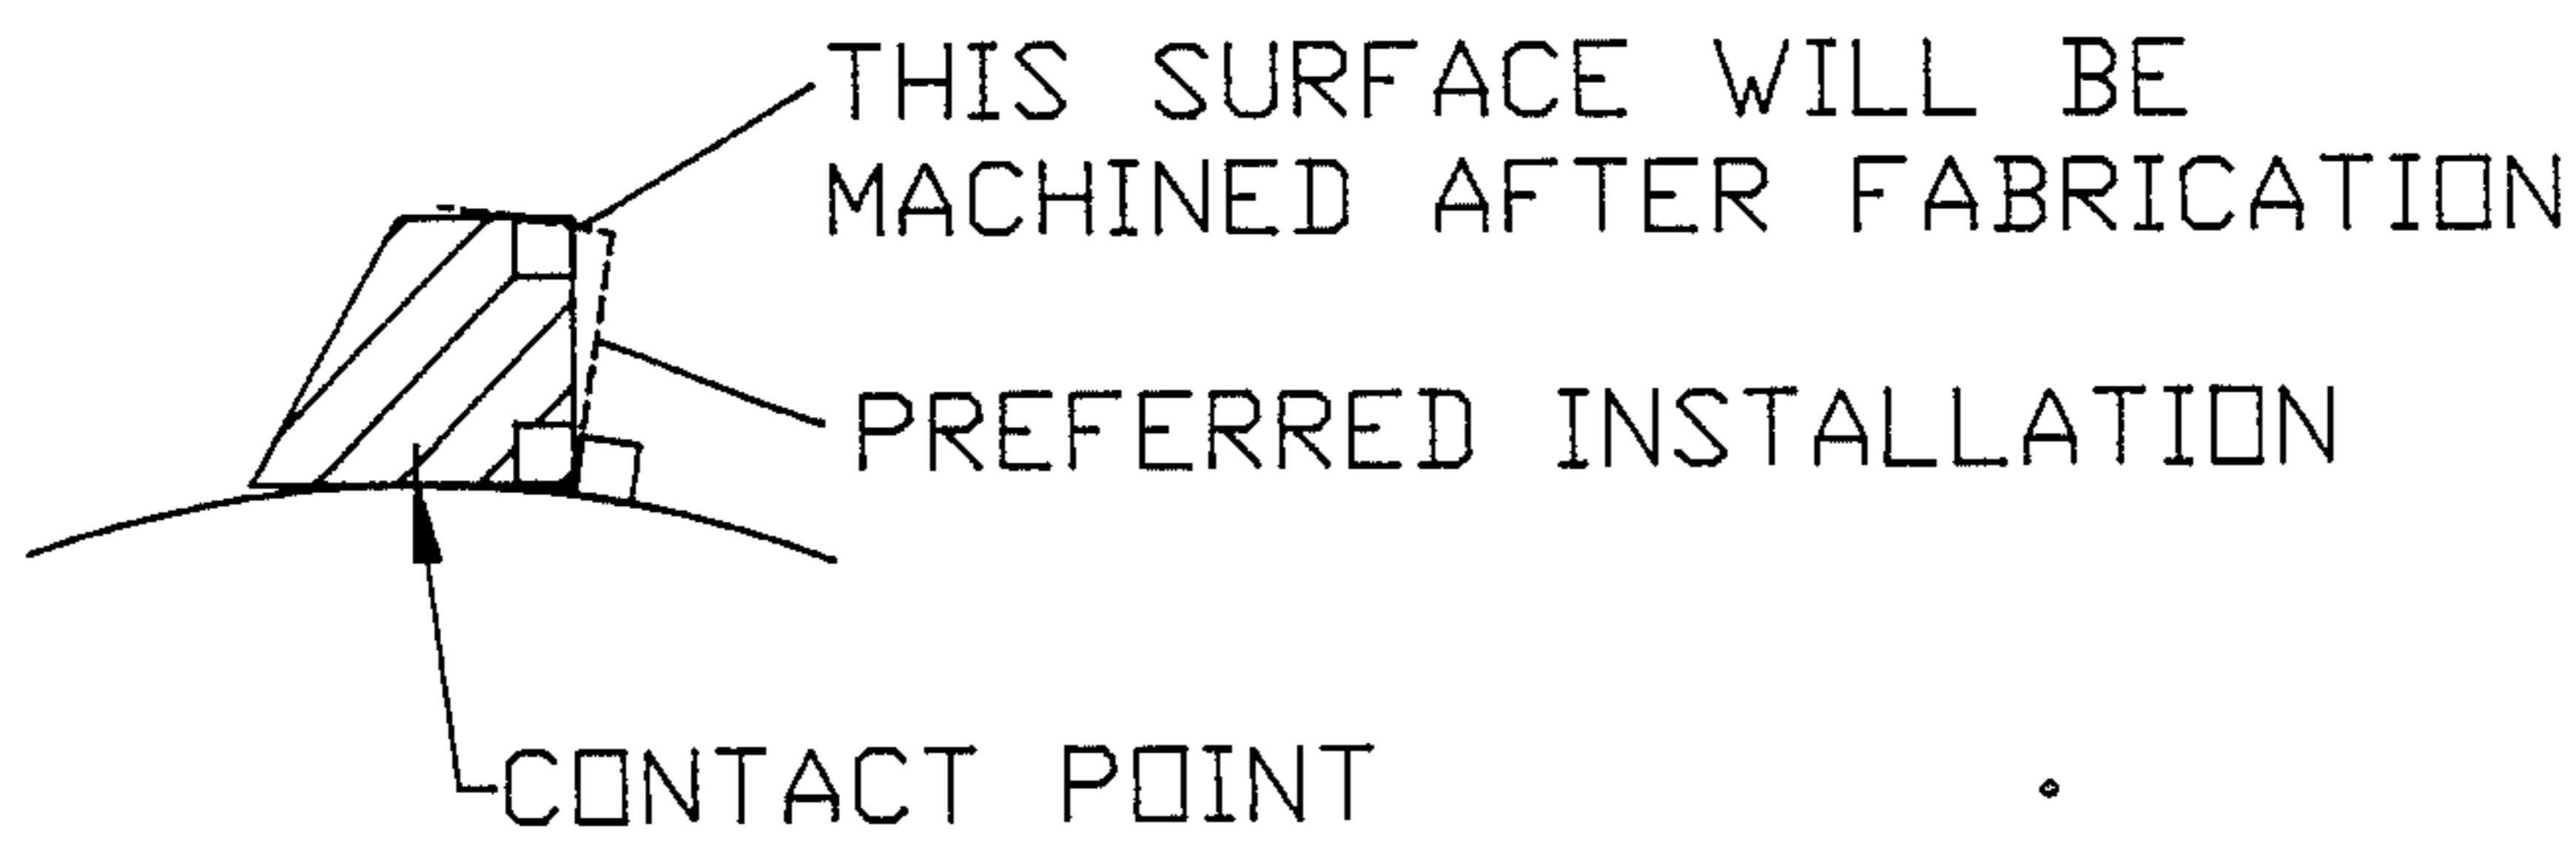 THIS SURFACE WILL BE
MACHINED AFTER FABRICATION
PREFERRED INSTALLATION
CONTACT POINT